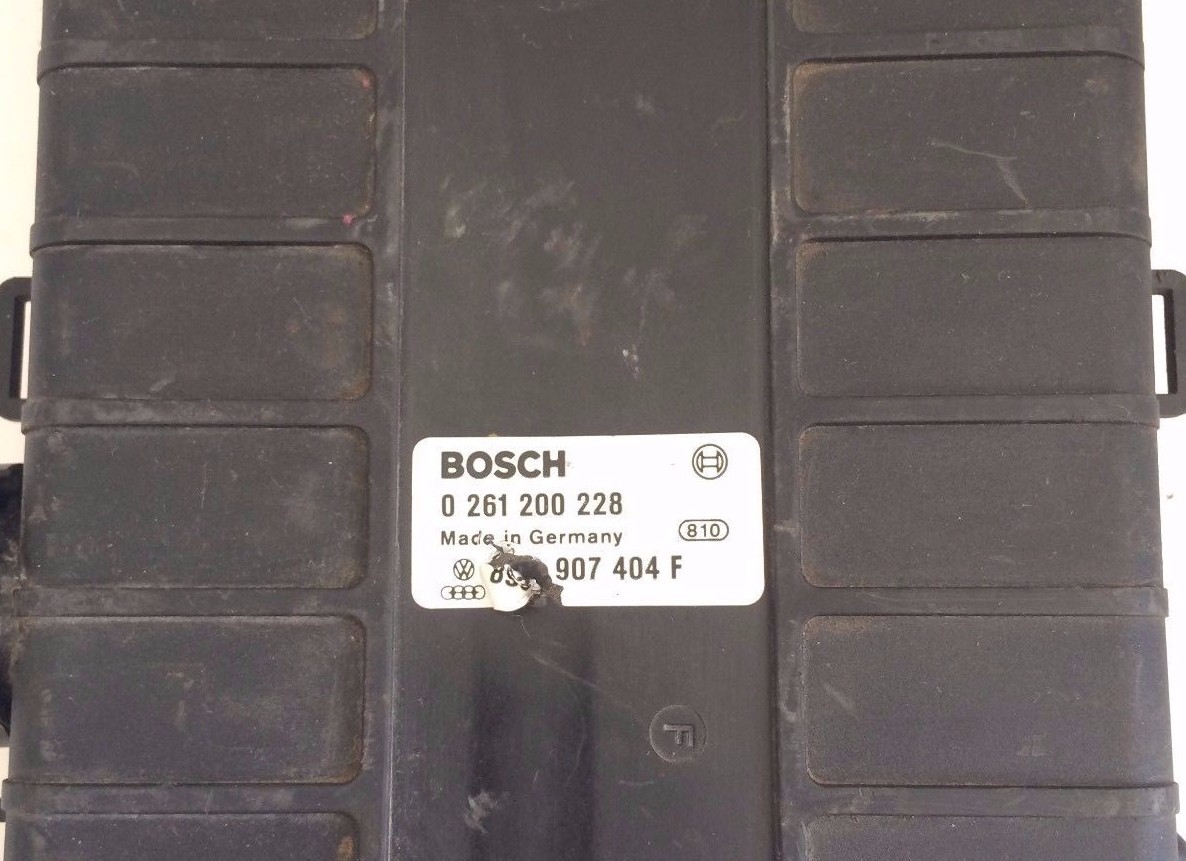 BOSCH
0 261 200 228
Made in Germany
810
907 404 F
F